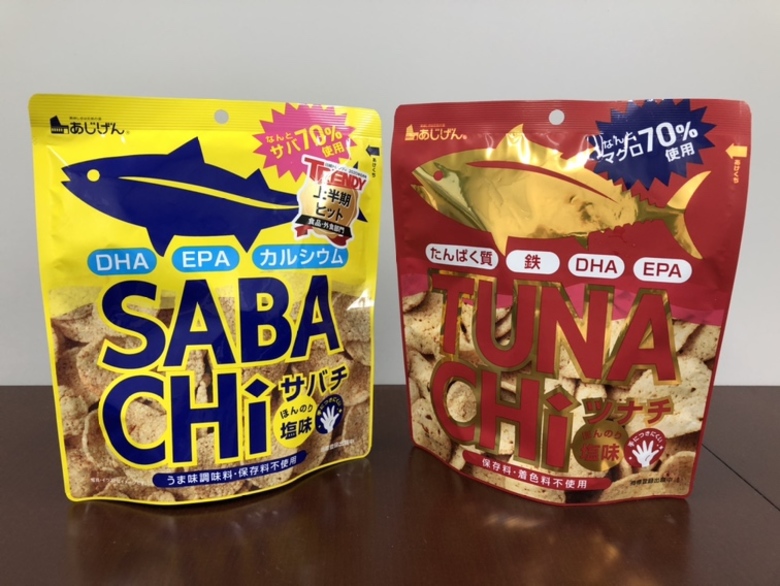 あじげん
なんと
サバ70%
使用
あけくち
TRENDY
上半期
ヒット
食品・外食部門
DHA
EPA
カルシウム
SABA
CHi
サバチ
ほんのり
塩味
うま味調味料・保存料不使用
あじげん
なんと
マグロ70%
使用
あけくち
たんぱく質
鉄
DHA
EPA
TUNA
CHi
ツナチ
ほんのり
塩味
保存料・着色料不使用